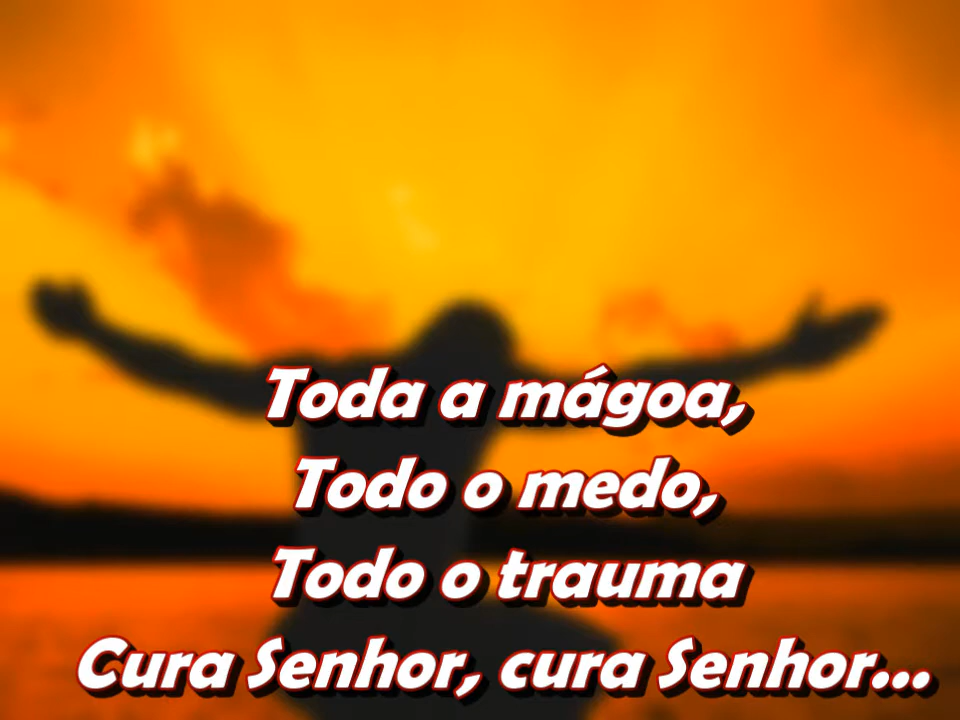 Toda a mágoa,
Todo o medo,
Todo o trauma
Cura Senhor, cura Senhor...